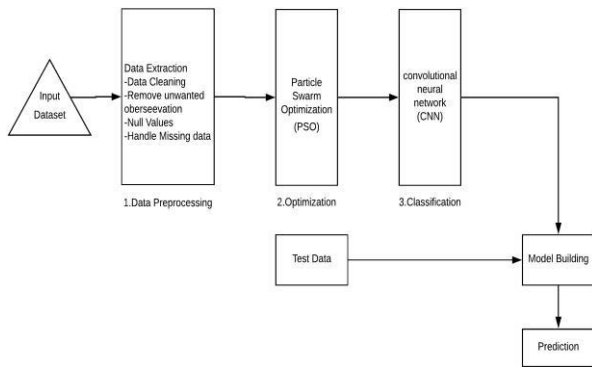 Input
Dataset
Data Extraction
-Data Cleaning
-Remove unwanted
oberseevation
-Null Values
-Handle Missing data
1.Data Preprocessing
Particle
Swarm
Optimization
(PSO)
2.Optimization
convolutional
neural
network
(CNN)
3.Classification
Test Data
Model Building
Prediction